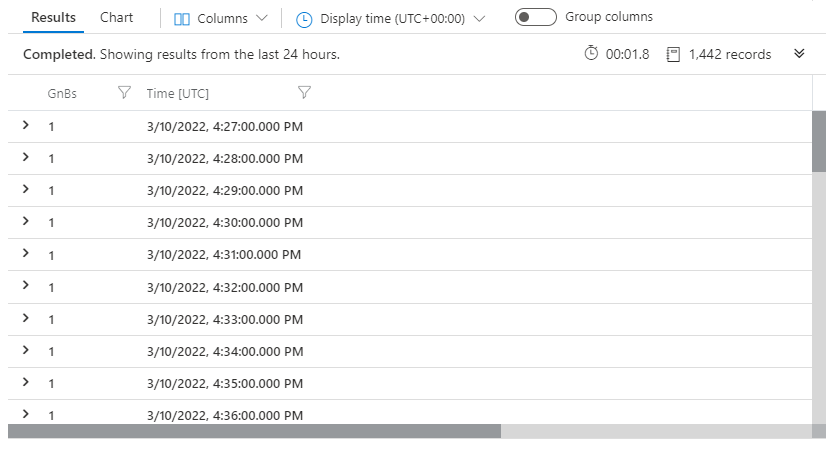 Results Chart Columns Display time (UTC+00:00) Group columns
Completed. Showing results from the last 24 hours. 00:01.8 1,442 records
GnBs Time [UTC]
1 3/10/2022, 4:27:00.000 PM
1 3/10/2022, 4:28:00.000 PM
1 3/10/2022, 4:29:00.000 PM
1 3/10/2022, 4:30:00.000 PM
1 3/10/2022, 4:31:00.000 PM
1 3/10/2022, 4:32:00.000 PM
1 3/10/2022, 4:33:00.000 PM
1 3/10/2022, 4:34:00.000 PM
1 3/10/2022, 4:35:00.000 PM
1 3/10/2022, 4:36:00.000 PM